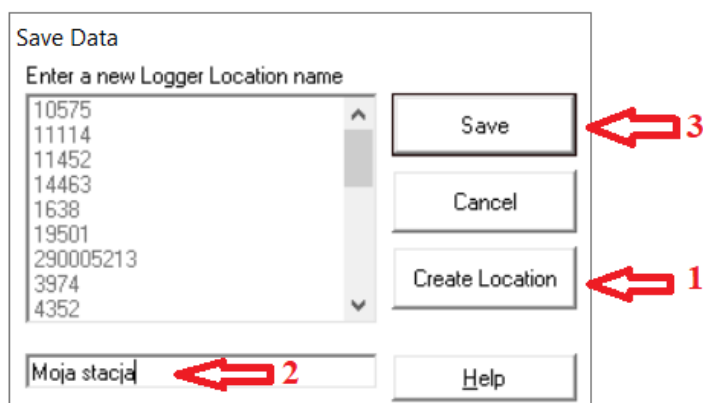 Save Data
Enter a new Logger Location name
10575
11114
11452
14463
1638
19501
290005213
3974
4352
Save
3
Cancel
Create Location
1
Moja stacja
2
Help